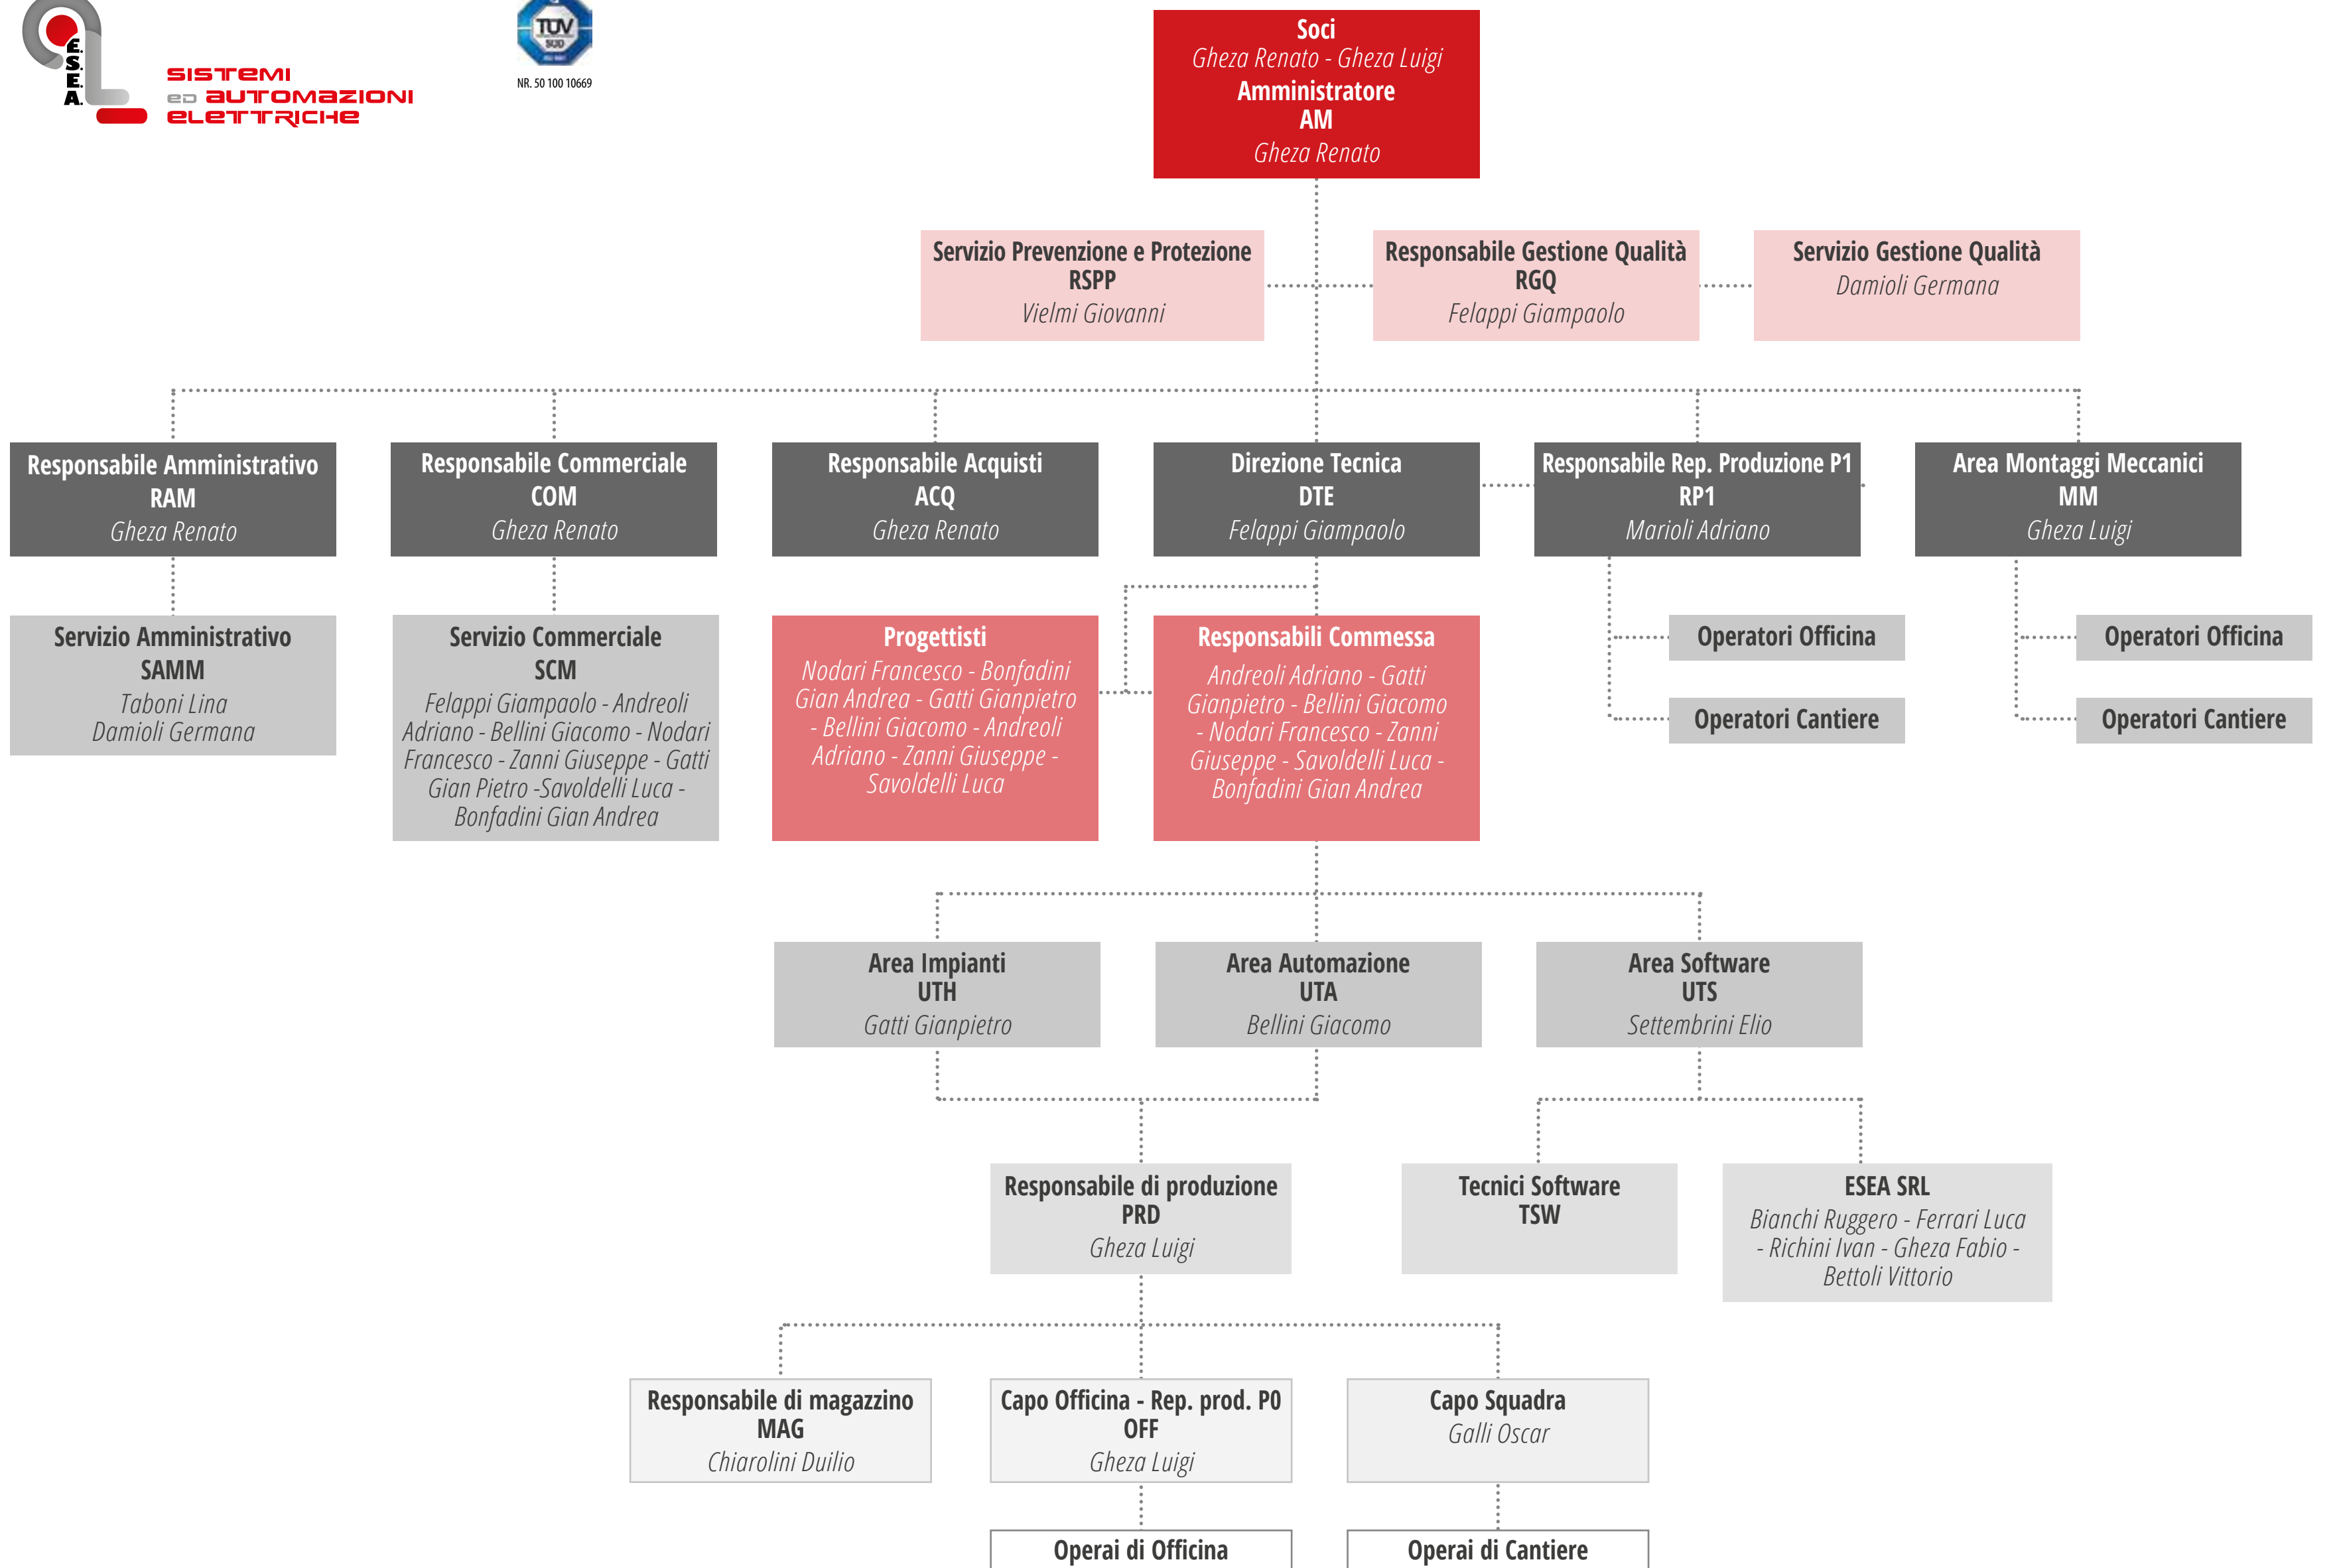 E.S.E.A.
SISTEMI
ED AUTOMAZIONI
ELETTRICHE
TÜV
SÜD
NR. 50 100 10669
Soci
Gheza Renato - Gheza Luigi
Amministratore
AM
Gheza Renato
Servizio Prevenzione e Protezione
RSPP
Vielmi Giovanni
Responsabile Gestione Qualità
RGQ
Felappi Giampaolo
Servizio Gestione Qualità
Damioli Germana
Responsabile Amministrativo
RAM
Gheza Renato
Responsabile Commerciale
COM
Gheza Renato
Responsabile Acquisti
ACQ
Gheza Renato
Direzione Tecnica
DTE
Felappi Giampaolo
Responsabile Rep. Produzione P1
RP1
Marioli Adriano
Area Montaggi Meccanici
MM
Gheza Luigi
Servizio Amministrativo
SAMM
Taboni Lina
Damioli Germana
Servizio Commerciale
SCM
Felappi Giampaolo - Andreoli
Adriano - Bellini Giacomo - Nodari
Francesco - Zanni Giuseppe - Gatti
Gian Pietro -Savoldelli Luca -
Bonfadini Gian Andrea
Progettisti
Nodari Francesco - Bonfadini
Gian Andrea - Gatti Gianpietro
- Bellini Giacomo - Andreoli
Adriano - Zanni Giuseppe -
Savoldelli Luca
Responsabili Commessa
Andreoli Adriano - Gatti
Gianpietro - Bellini Giacomo
- Nodari Francesco - Zanni
Giuseppe - Savoldelli Luca -
Bonfadini Gian Andrea
Operatori Officina
Operatori Cantiere
Operatori Officina
Operatori Cantiere
Area Impianti
UTH
Gatti Gianpietro
Area Automazione
UTA
Bellini Giacomo
Area Software
UTS
Settembrini Elio
Responsabile di produzione
PRD
Gheza Luigi
Tecnici Software
TSW
ESEA SRL
Bianchi Ruggero - Ferrari Luca
- Richini Ivan - Gheza Fabio -
Bettoli Vittorio
Responsabile di magazzino
MAG
Chiarolini Duilio
Capo Officina - Rep. prod. P0
OFF
Gheza Luigi
Capo Squadra
Galli Oscar
Operai di Officina
Operai di Cantiere